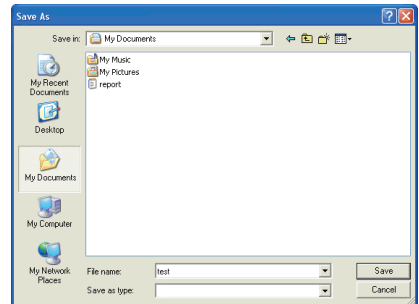 Save As
Save in: My Documents
My Recent
Documents
Desktop
My Documents
My Computer
My Network
Places
My Music
My Pictures
report
File name: test Save
Save as type: Cancel